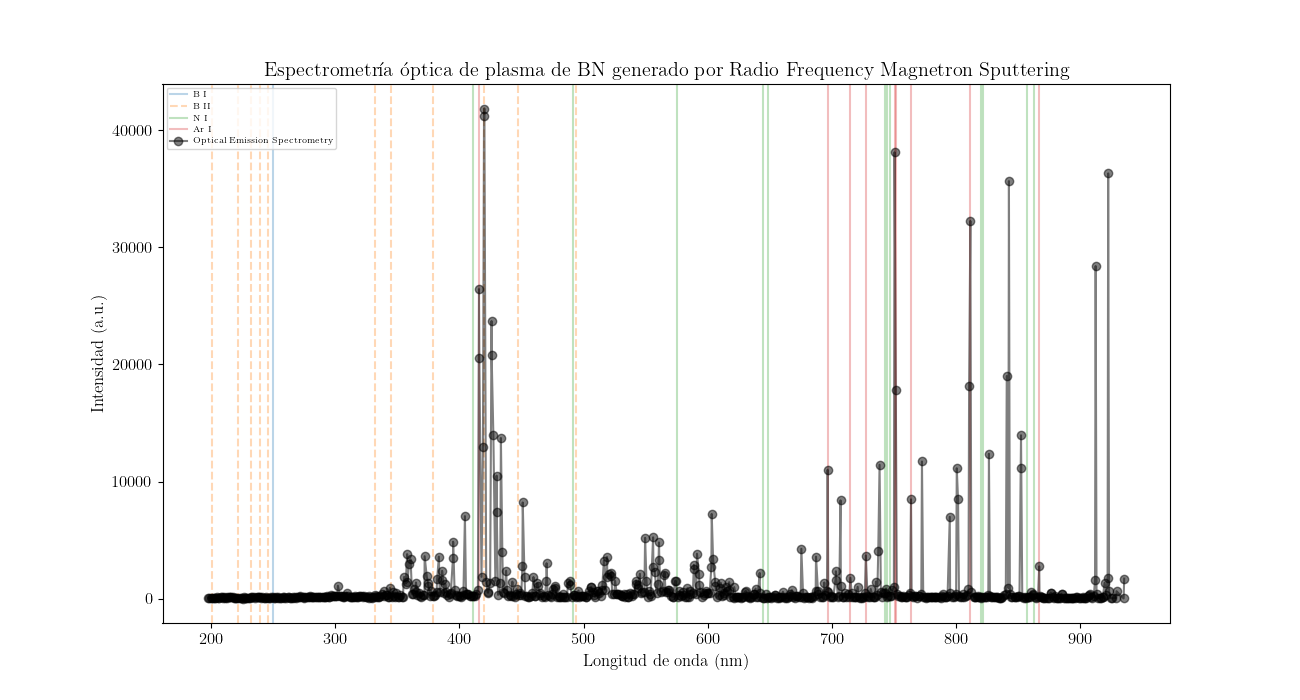 Espectrometría óptica de plasma de BN generado por Radio Frequency Magnetron Sputtering
B I
B II
N I
Ar I
Optical Emission Spectrometry
40000
30000
20000
10000
0
Intensidad (a.u.)
200 300 400 500 600 700 800 900
Longitud de onda (nm)